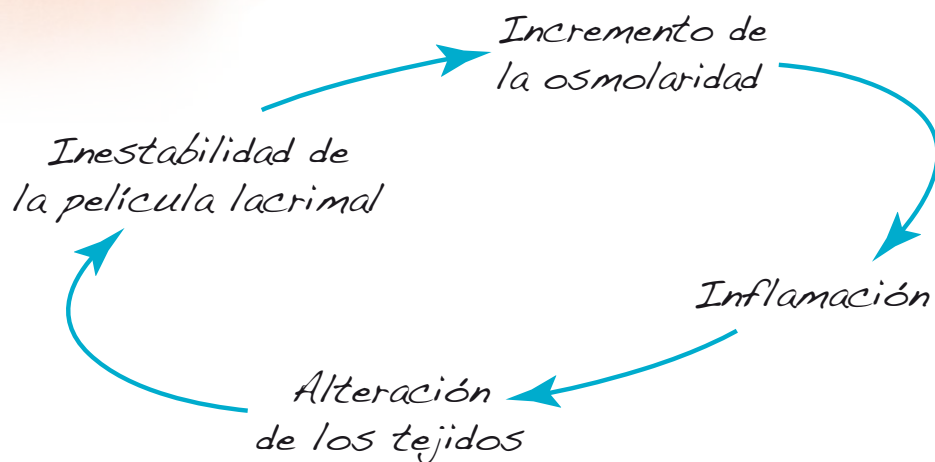 Incremento de
la osmolaridad
Inestabilidad de
la película lacrimal
Inflamación
Alteración
de los tejidos